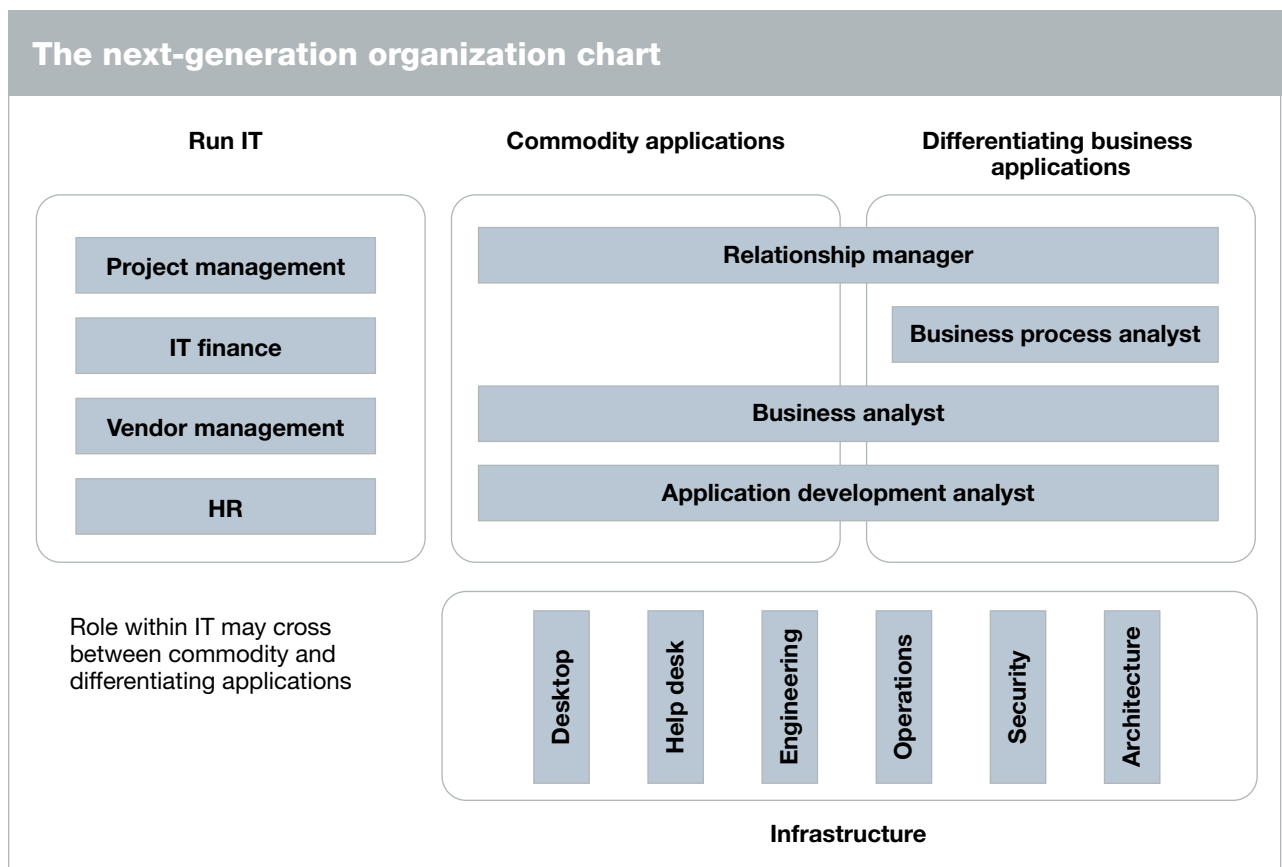 The next-generation organization chart
Run IT
Commodity applications
Differentiating business
applications
Project management
IT finance
Vendor management
HR
Relationship manager
Business process analyst
Business analyst
Application development analyst
Role within IT may cross
between commodity and
differentiating applications
Desktop
Help desk
Engineering
Operations
Security
Architecture
Infrastructure